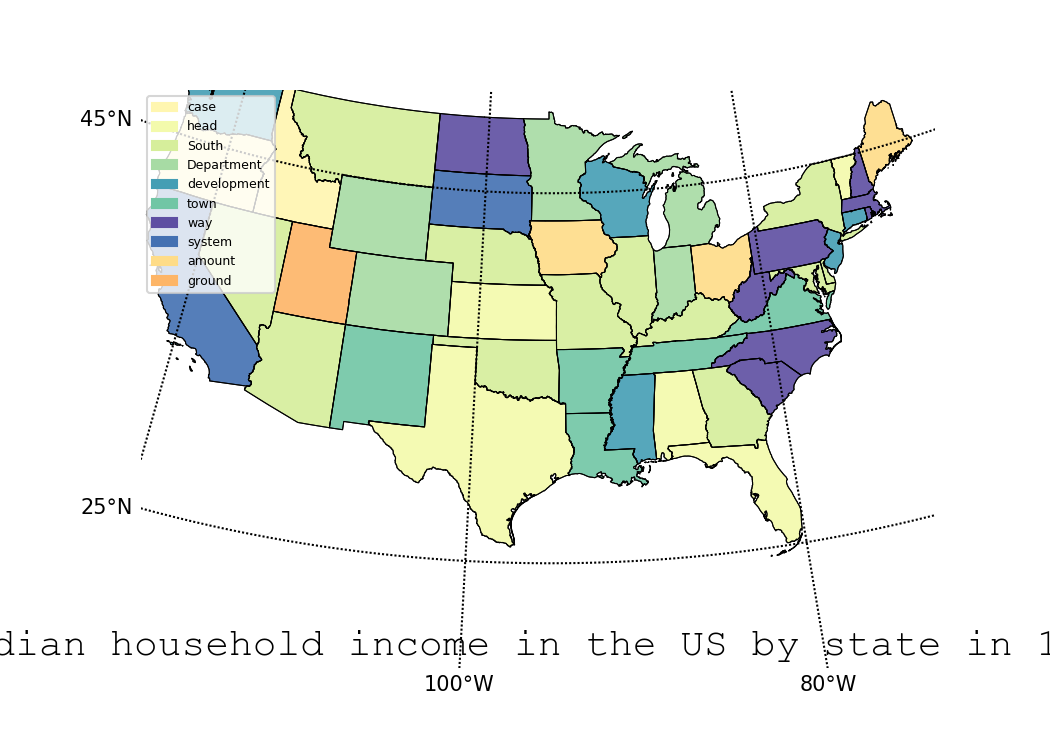 45°N
case
head
South
Department
development
town
way
system
amount
ground
25°N
dian household income in the US by state in 1
100°W
80°W